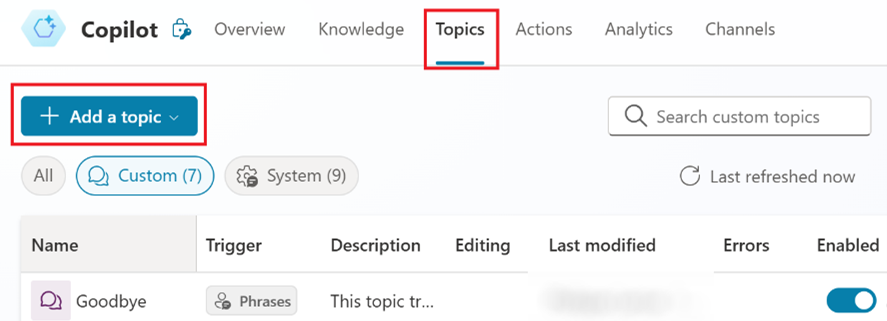 Copilot Overview Knowledge Topics Actions Analytics Channels
Add a topic Search custom topics
All Custom (7) System (9) Last refreshed now
Name Trigger Description Editing Last modified Errors Enabled
Goodbye Phrases This topic tr...